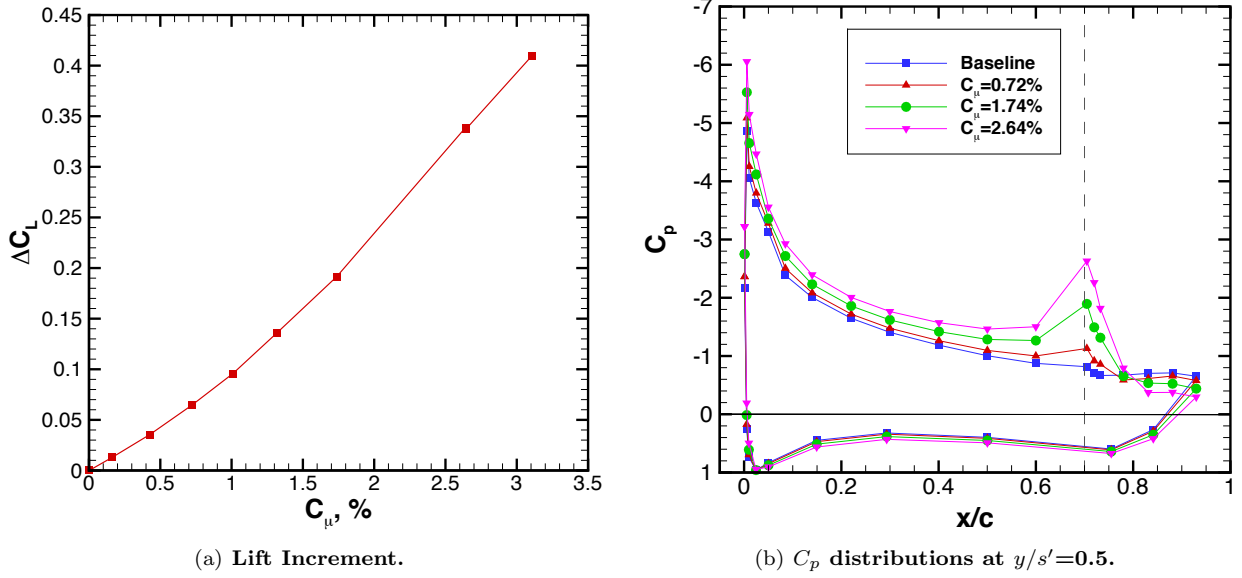 0.45
0.4
0.35
0.3
0.25
0.2
0.15
0.1
0.05
0
ΔC_L
0 0.5 1 1.5 2 2.5 3 3.5
C_μ, %
(a) Lift Increment.
-7
-6
-5
-4
-3
-2
-1
0
1
C_p
Baseline
C_μ=0.72%
C_μ=1.74%
C_μ=2.64%
0 0.2 0.4 0.6 0.8 1
x/c
(b) C_p distributions at y/s′=0.5.